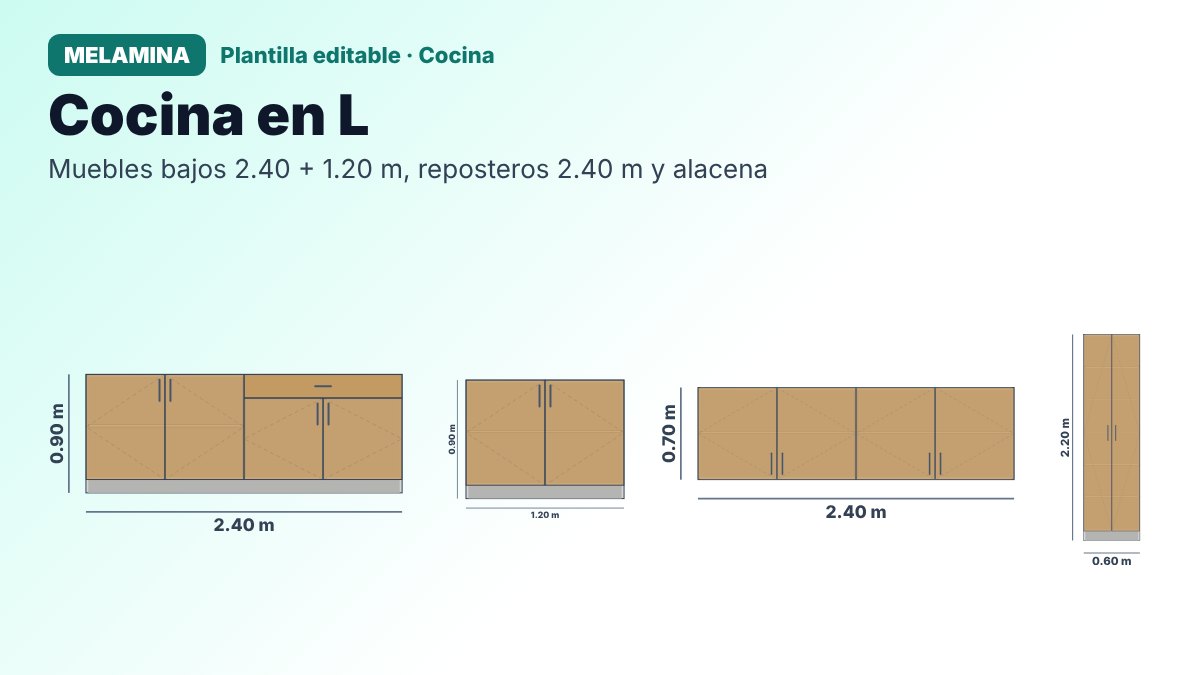 MELAMINA Plantilla editable · Cocina
Cocina en L
Muebles bajos 2.40 + 1.20 m, reposteros 2.40 m y alacena
0.90 m
2.40 m
0.90 m
1.20 m
0.70 m
2.40 m
2.20 m
0.60 m